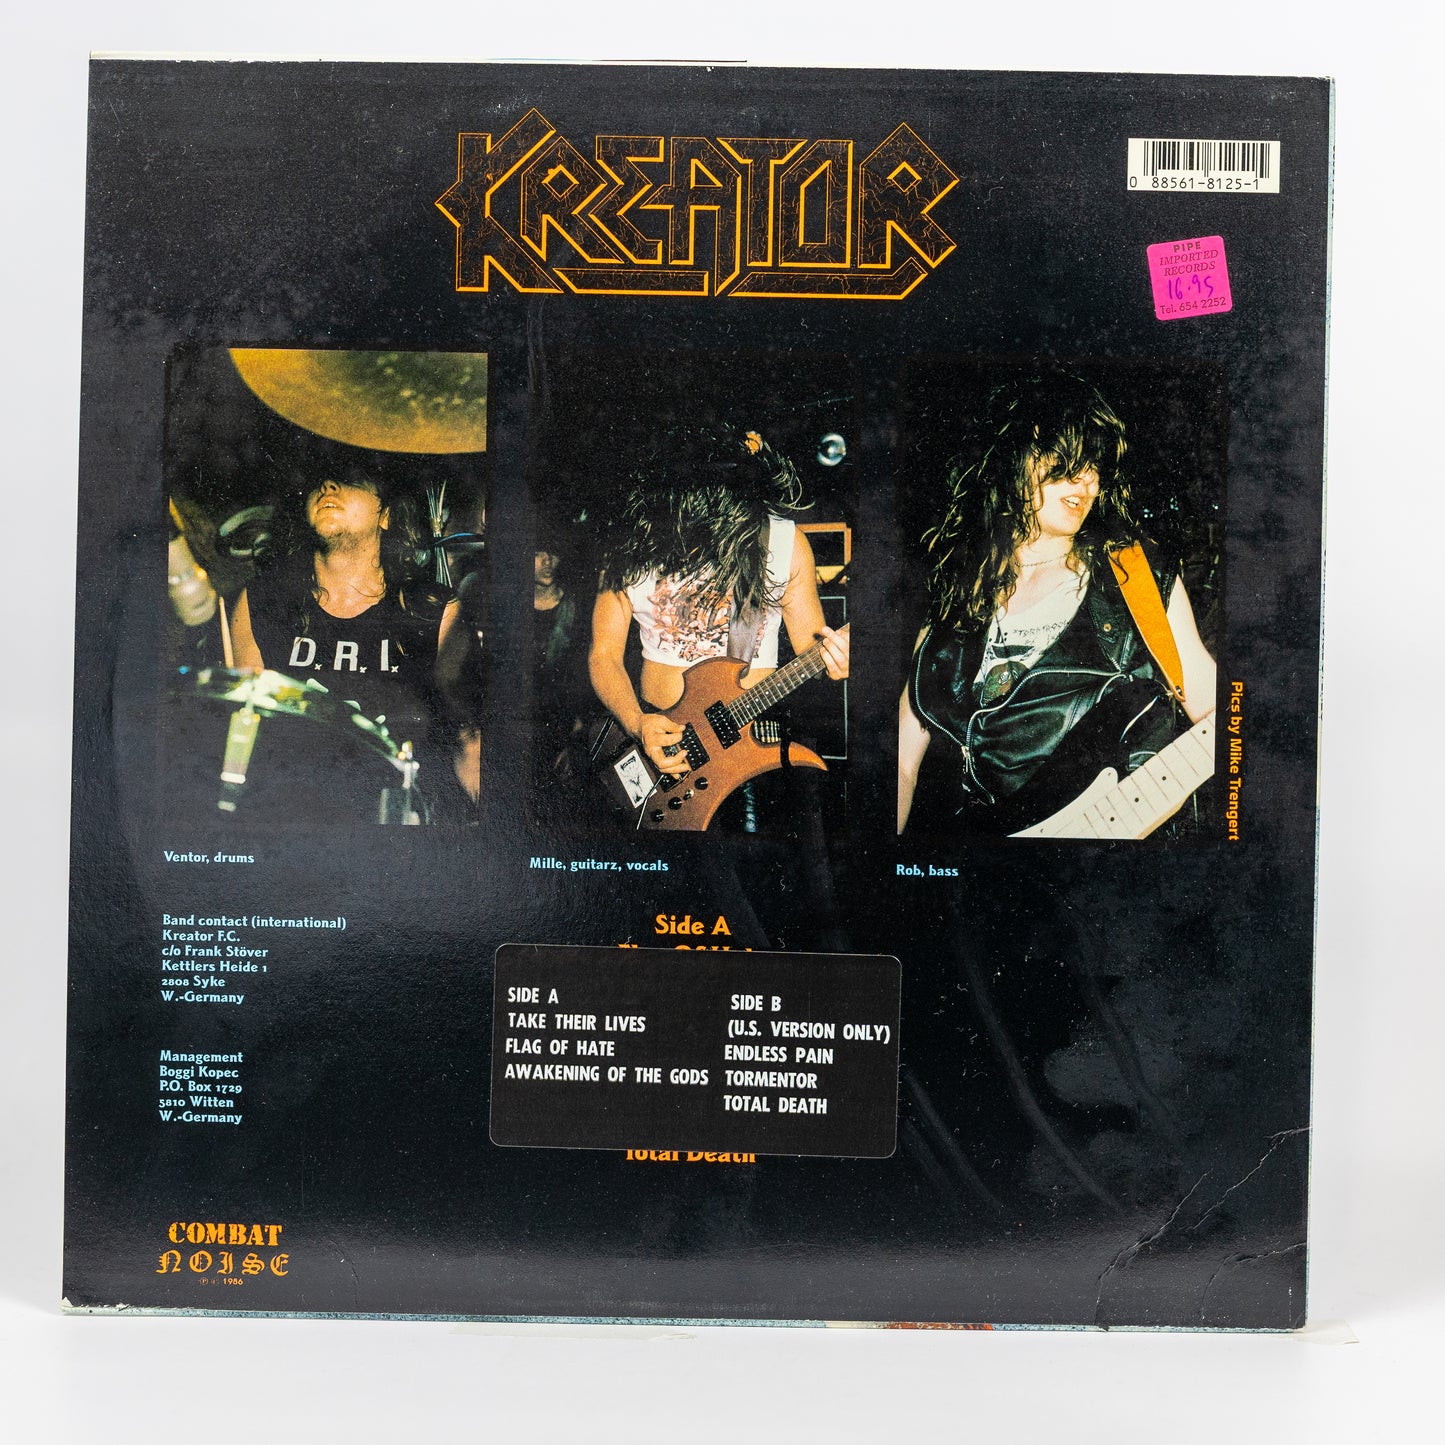 KREATOR
0 88561-8125-1
PIPE
IMPORTED
RECORDS
16.95
Tel. 654 2252
D.R.I.
Pics by Mike Trengert
Ventor, drums
Mille, guitarz, vocals
Rob, bass
Band contact (international)
Kreator F.C.
c/o Frank Stöver
Kettlers Heide 1
2808 Syke
W.-Germany
Management
Boggi Kopec
P.O. Box 1729
5810 Witten
W.-Germany
Side A
SIDE A
TAKE THEIR LIVES
FLAG OF HATE
AWAKENING OF THE GODS
SIDE B
(U.S. VERSION ONLY)
ENDLESS PAIN
TORMENTOR
TOTAL DEATH
Total Death
COMBAT
NOISE
℗ © 1986